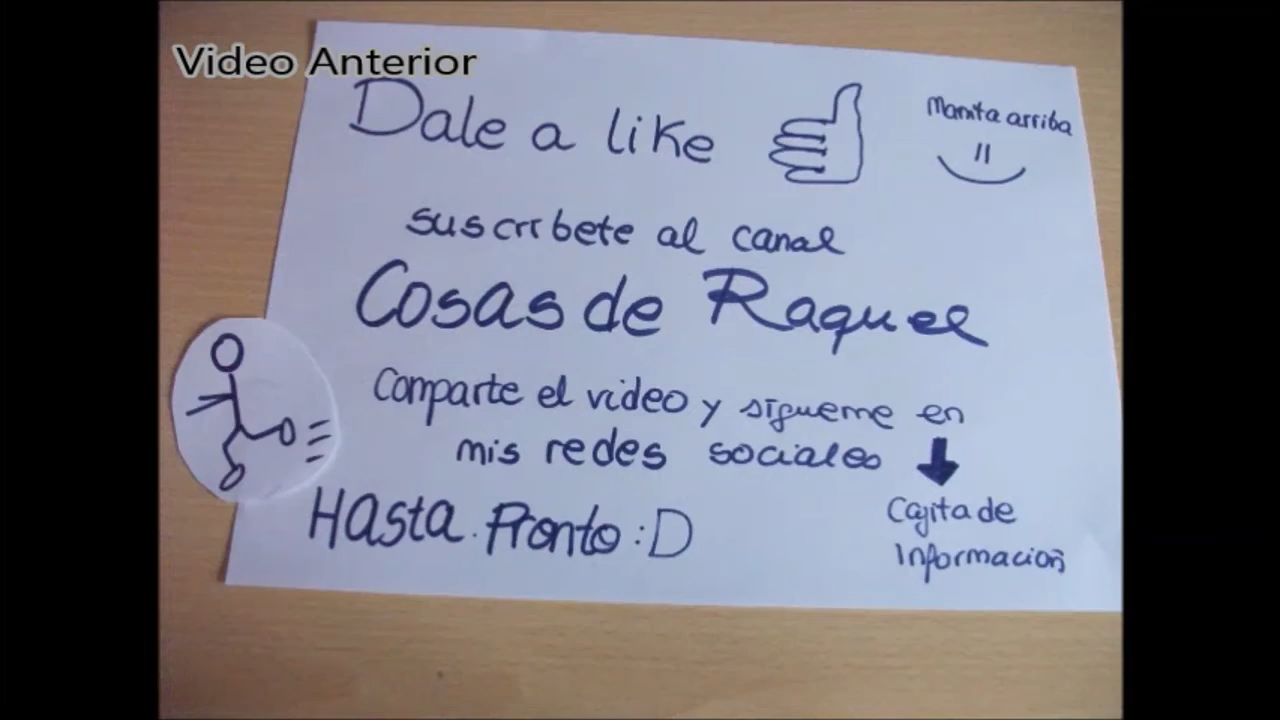 Video Anterior
Dale a like
Manita arriba
suscribete al canal
Cosas de Raquel
Comparte el video y sigueme en
mis redes sociales
Hasta Pronto :D
Cajita de
Información